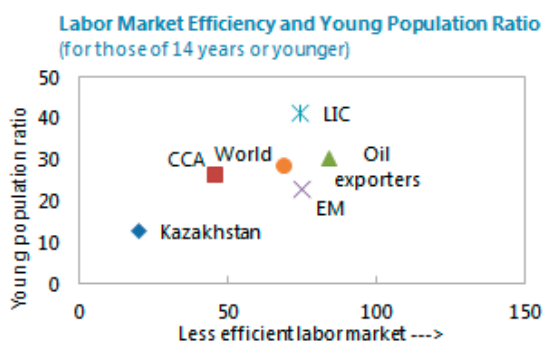 Labor Market Efficiency and Young Population Ratio
(for those of 14 years or younger)
Young population ratio
50
40
30
20
10
0
LIC
CCA
World
Oil
exporters
EM
Kazakhstan
0
50
100
150
Less efficient labor market --->